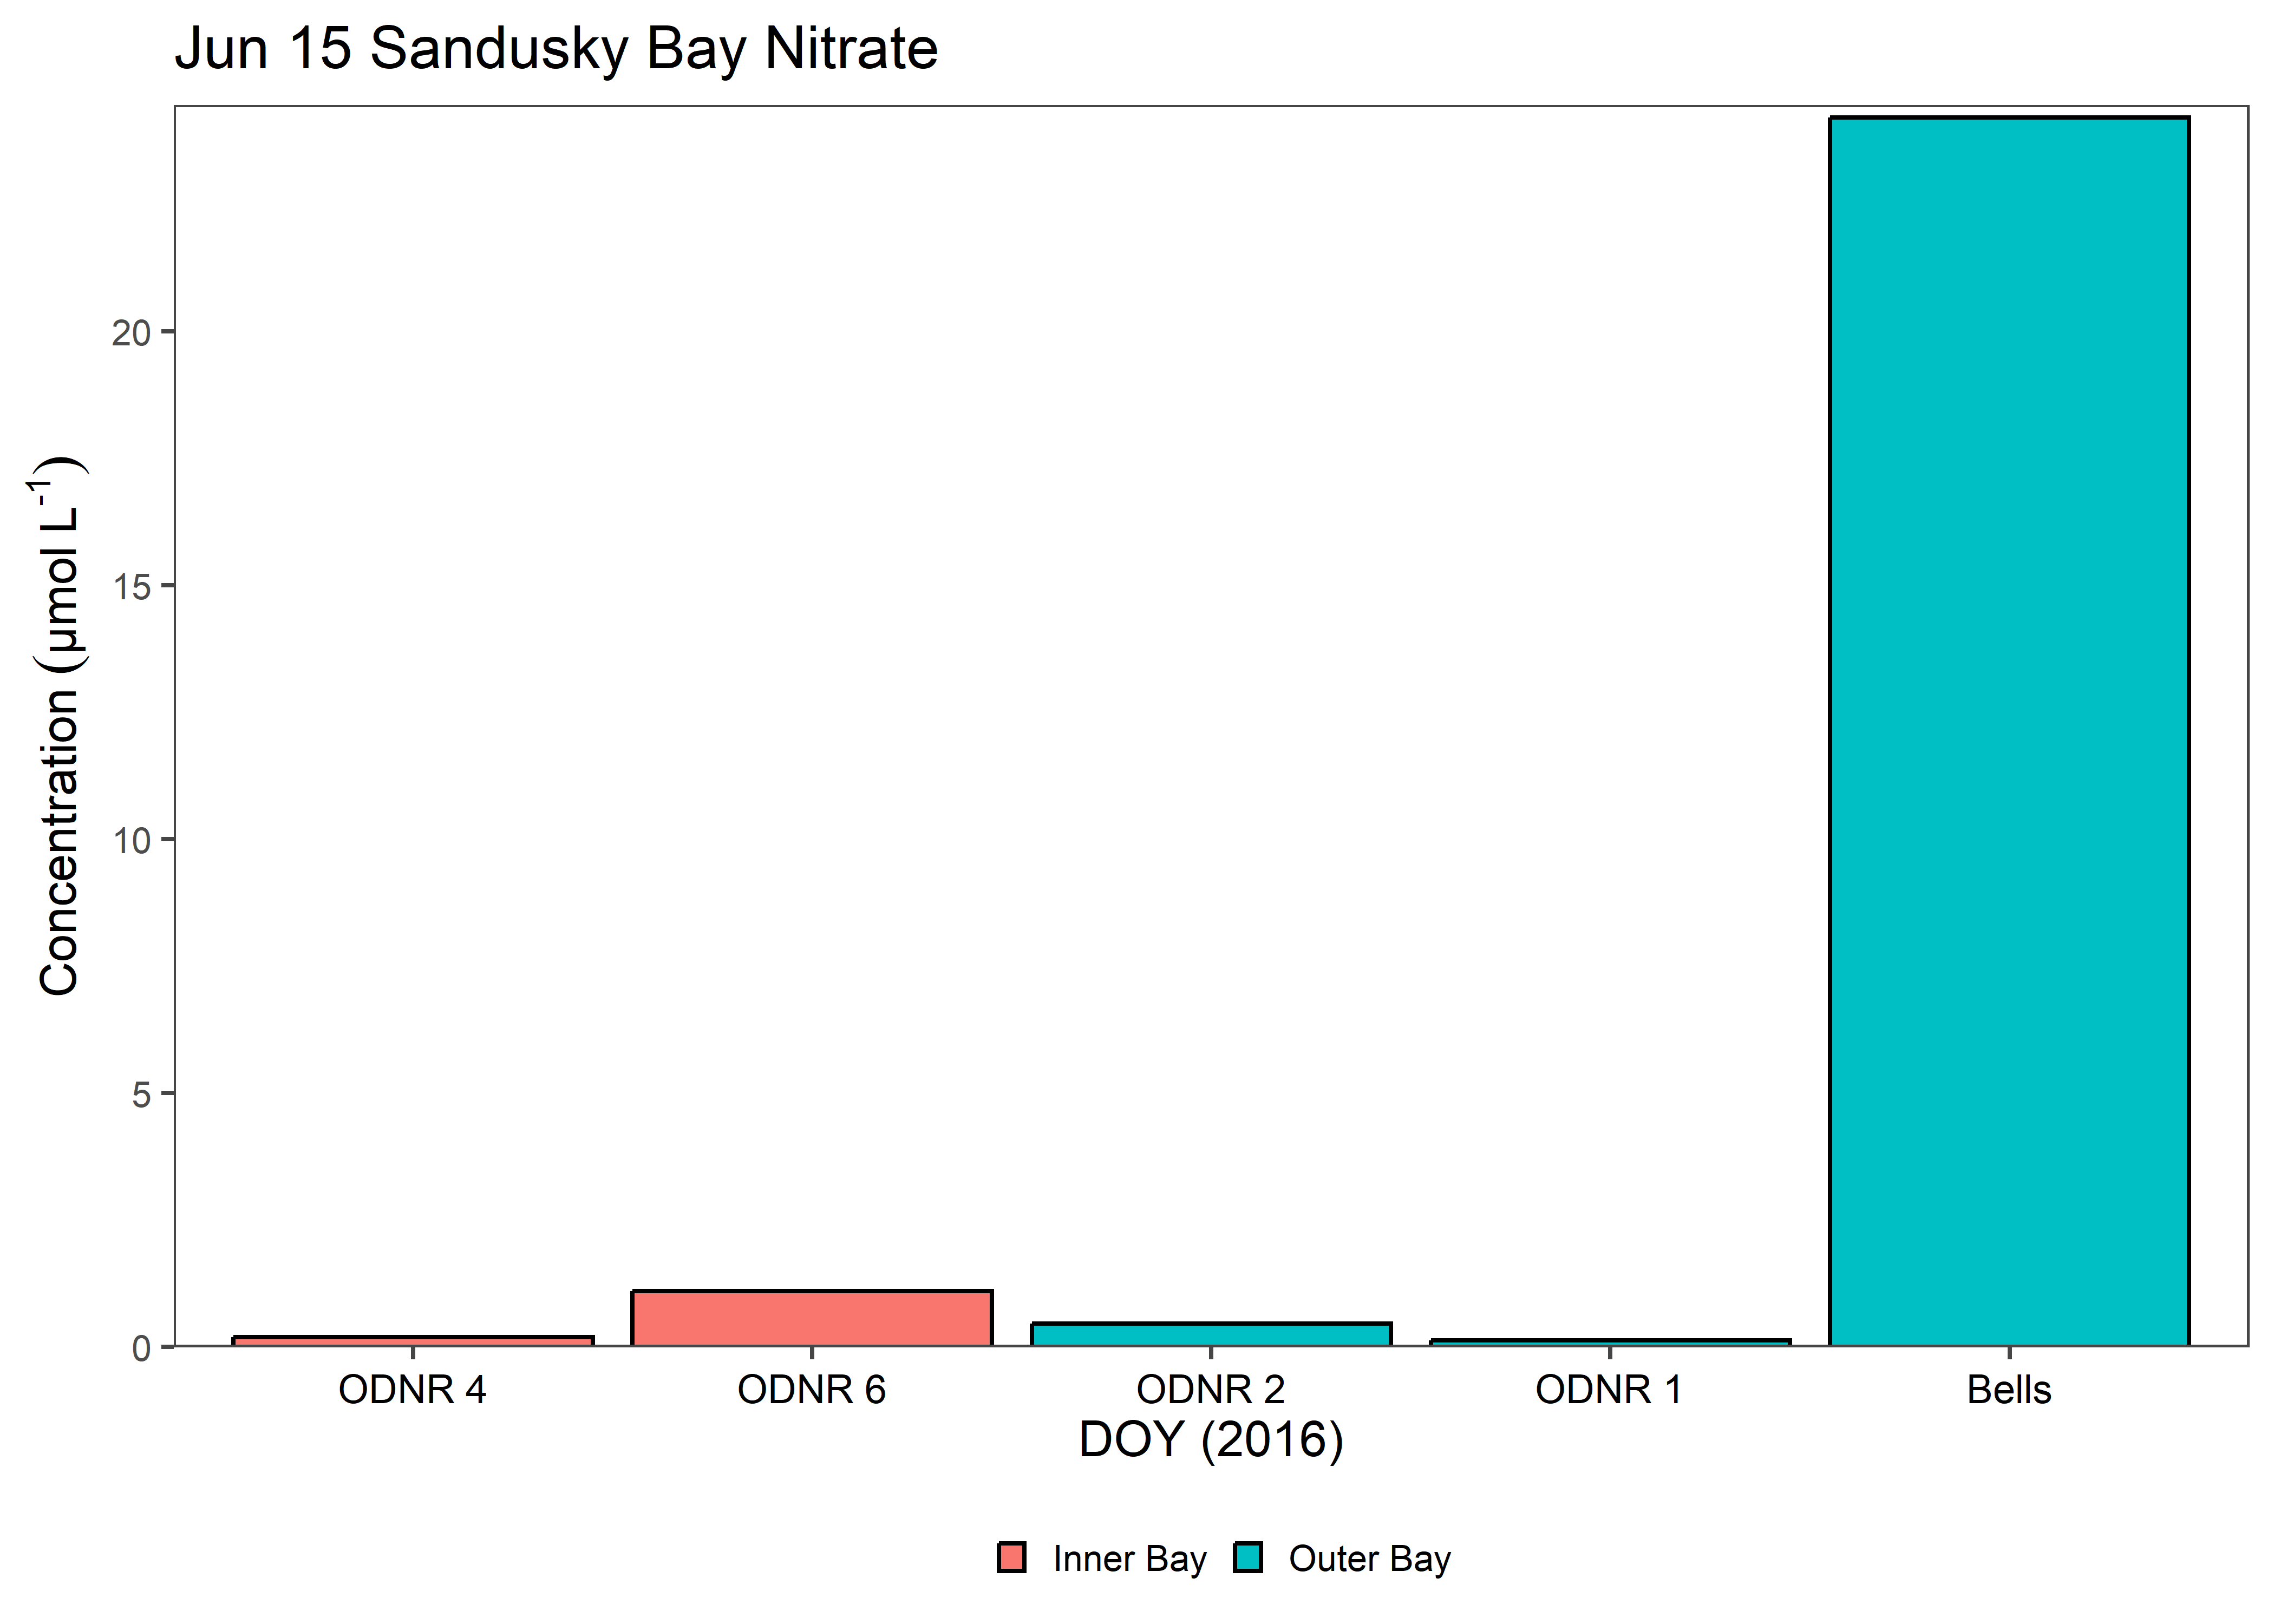 Jun 15 Sandusky Bay Nitrate
Concentration (µmol L⁻¹)
20
15
10
5
0
ODNR 4 ODNR 6 ODNR 2 ODNR 1 Bells
DOY (2016)
Inner Bay Outer Bay